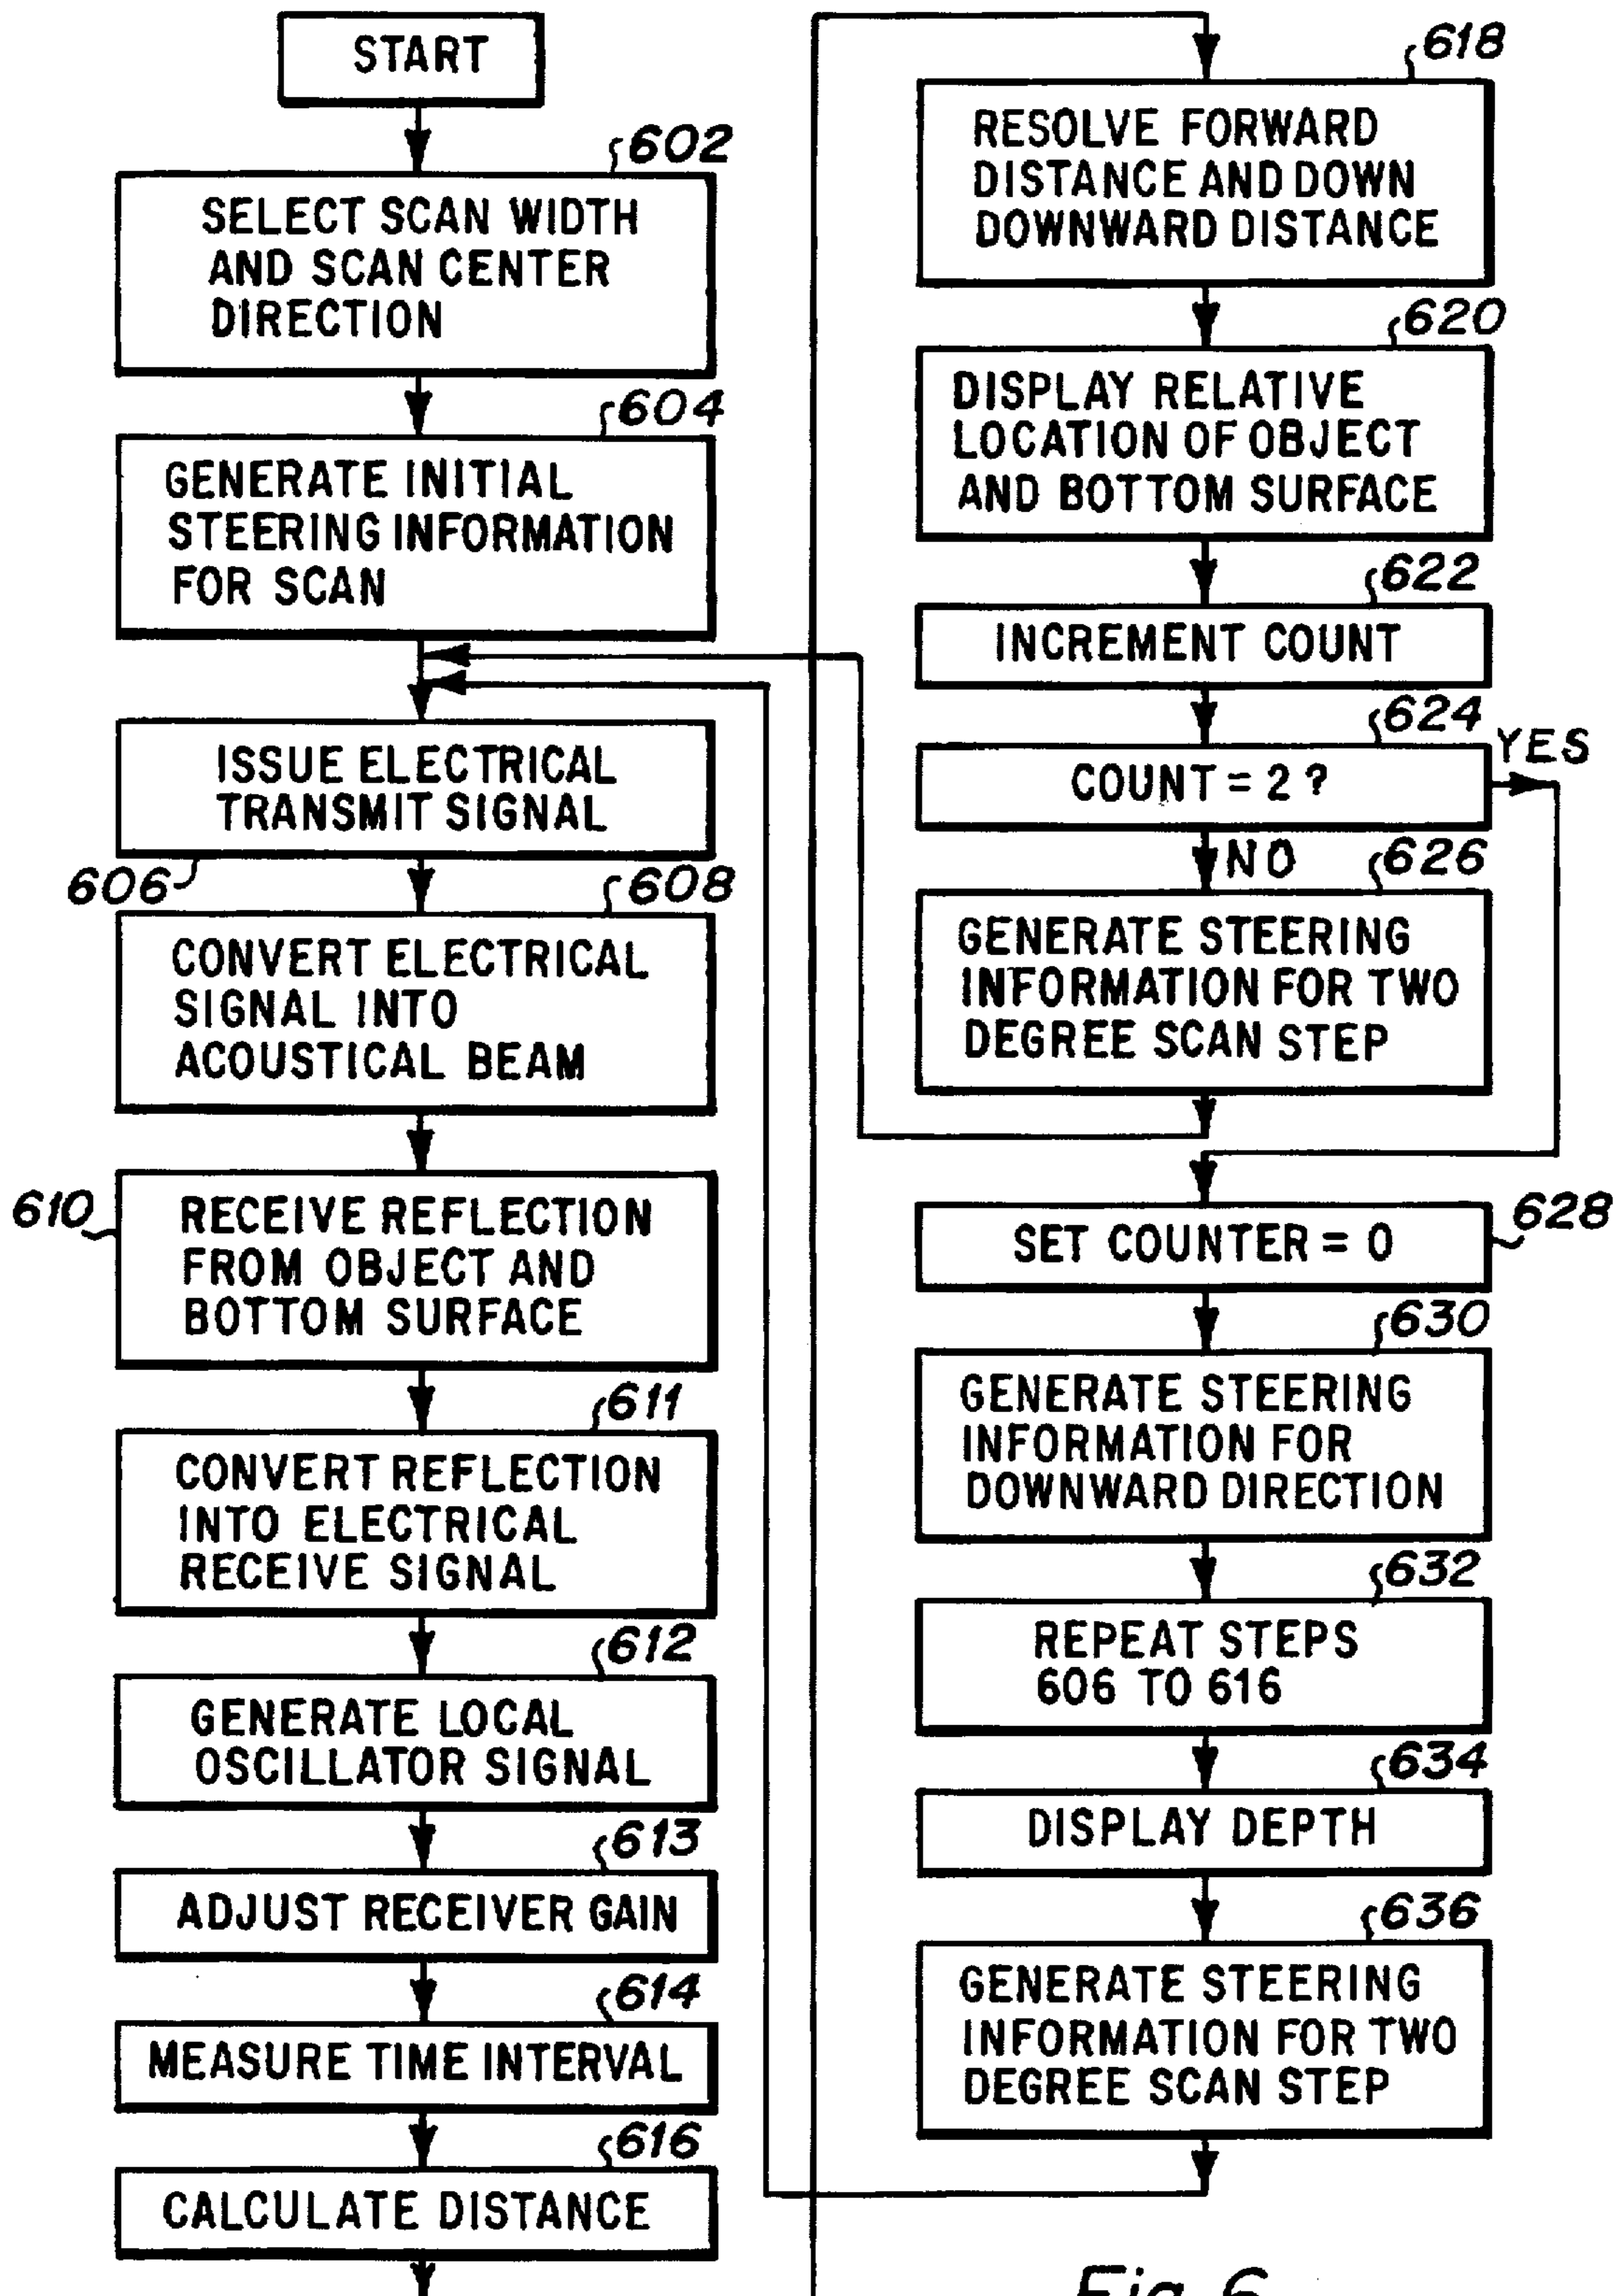 START
602
SELECT SCAN WIDTH
AND SCAN CENTER
DIRECTION
604
GENERATE INITIAL
STEERING INFORMATION
FOR SCAN
ISSUE ELECTRICAL
TRANSMIT SIGNAL
606
608
CONVERT ELECTRICAL
SIGNAL INTO
ACOUSTICAL BEAM
610
RECEIVE REFLECTION
FROM OBJECT AND
BOTTOM SURFACE
611
CONVERT REFLECTION
INTO ELECTRICAL
RECEIVE SIGNAL
612
GENERATE LOCAL
OSCILLATOR SIGNAL
613
ADJUST RECEIVER GAIN
614
MEASURE TIME INTERVAL
616
CALCULATE DISTANCE
618
RESOLVE FORWARD
DISTANCE AND DOWN
DOWNWARD DISTANCE
620
DISPLAY RELATIVE
LOCATION OF OBJECT
AND BOTTOM SURFACE
622
INCREMENT COUNT
624
YES
COUNT = 2 ?
NO
626
GENERATE STEERING
INFORMATION FOR TWO
DEGREE SCAN STEP
628
SET COUNTER = 0
630
GENERATE STEERING
INFORMATION FOR
DOWNWARD DIRECTION
632
REPEAT STEPS
606 TO 616
634
DISPLAY DEPTH
636
GENERATE STEERING
INFORMATION FOR TWO
DEGREE SCAN STEP
Fig. 6